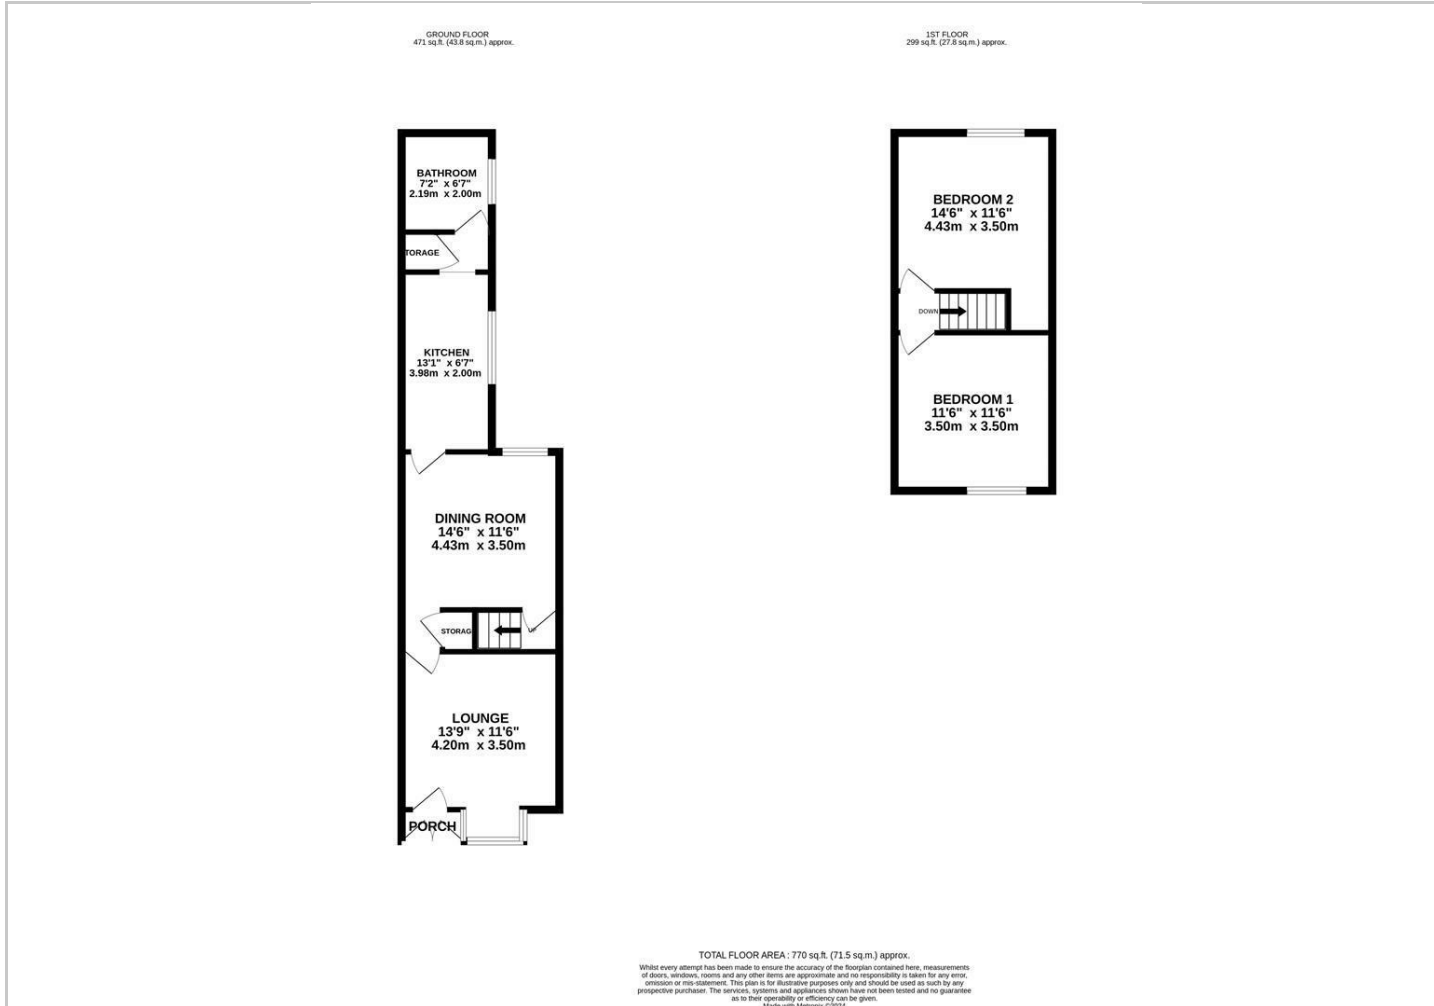 GROUND FLOOR
471 sq.ft. (43.8 sq.m.) approx.
1ST FLOOR
299 sq.ft. (27.8 sq.m.) approx.
BATHROOM
7'2" x 6'7"
2.19m x 2.00m
TORAGE
KITCHEN
13'1" x 6'7"
3.98m x 2.00m
DINING ROOM
14'6" x 11'6"
4.43m x 3.50m
STORAG
UP
LOUNGE
13'9" x 11'6"
4.20m x 3.50m
PORCH
BEDROOM 2
14'6" x 11'6"
4.43m x 3.50m
DOWN
BEDROOM 1
11'6" x 11'6"
3.50m x 3.50m
TOTAL FLOOR AREA : 770 sq.ft. (71.5 sq.m.) approx.
Whilst every attempt has been made to ensure the accuracy of the floorplan contained here, measurements
of doors, windows, rooms and any other items are approximate and no responsibility is taken for any error,
omission or mis-statement. This plan is for illustrative purposes only and should be used as such by any
prospective purchaser. The services, systems and appliances shown have not been tested and no guarantee
as to their operability or efficiency can be given.
Made with Metropix ©2024